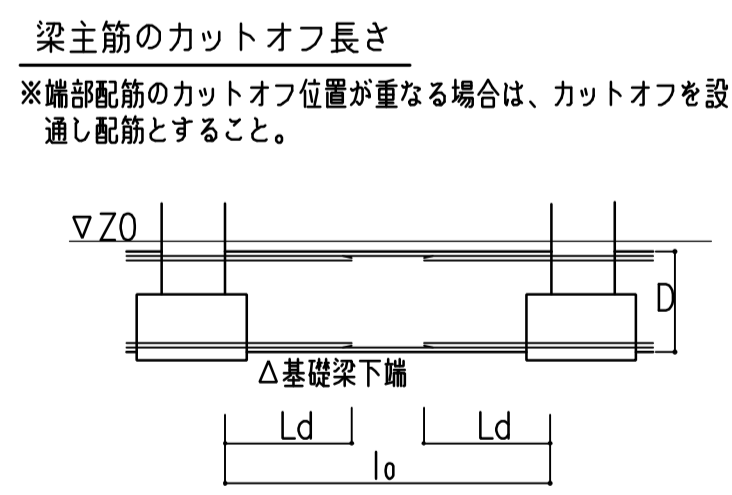 梁主筋のカットオフ長さ
※端部配筋のカットオフ位置が重なる場合は、カットオフを設
通し配筋とすること。
▽Z0
D
△基礎梁下端
Ld Ld
l0